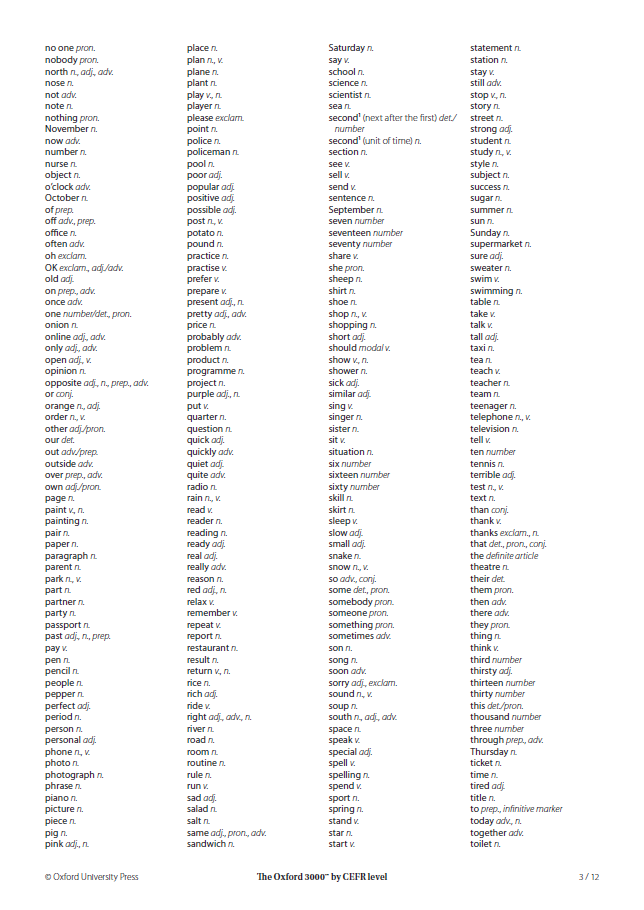 no one pron.
nobody pron.
north n., adj., adv.
nose n.
not adv.
note n.
nothing pron.
November n.
now adv.
number n.
nurse n.
object n.
o'clock adv.
October n.
of prep.
off adv., prep.
office n.
often adv.
oh exclam.
OK exclam., adj./adv.
old adj.
on prep., adv.
once adv.
one number/det., pron.
onion n.
online adj., adv.
only adj., adv.
open adj., v.
opinion n.
opposite adj., n., prep., adv.
or conj.
orange n., adj.
order n., v.
other adj./pron.
our det.
out adv./prep.
outside adv.
over prep., adv.
own adj./pron.
page n.
paint v., n.
painting n.
pair n.
paper n.
paragraph n.
parent n.
park n., v.
part n.
partner n.
party n.
passport n.
past adj., n., prep.
pay v.
pen n.
pencil n.
people n.
pepper n.
perfect adj.
period n.
person n.
personal adj.
phone n., v.
photo n.
photograph n.
phrase n.
piano n.
picture n.
piece n.
pig n.
pink adj., n.
place n.
plan n., v.
plane n.
plant n.
play v., n.
player n.
please exclam.
point n.
police n.
policeman n.
pool n.
poor adj.
popular adj.
positive adj.
possible adj.
post n., v.
potato n.
pound n.
practice n.
practise v.
prefer v.
prepare v.
present adj., n.
pretty adj., adv.
price n.
probably adv.
problem n.
product n.
programme n.
project n.
purple adj., n.
put v.
quarter n.
question n.
quick adj.
quickly adv.
quiet adj.
quite adv.
radio n.
rain n., v.
read v.
reader n.
reading n.
ready adj.
real adj.
really adv.
reason n.
red adj., n.
relax v.
remember v.
repeat v.
report n.
restaurant n.
result n.
return v., n.
rice n.
rich adj.
ride v.
right adj., adv., n.
river n.
road n.
room n.
routine n.
rule n.
run v.
sad adj.
salad n.
salt n.
same adj., pron., adv.
sandwich n.
Saturday n.
say v.
school n.
science n.
scientist n.
sea n.
second¹ (next after the first) det./
number
second¹ (unit of time) n.
section n.
see v.
sell v.
send v.
sentence n.
September n.
seven number
seventeen number
seventy number
share v.
she pron.
sheep n.
shirt n.
shoe n.
shop n., v.
shopping n.
short adj.
should modal v.
show v., n.
shower n.
sick adj.
similar adj.
sing v.
singer n.
sister n.
sit v.
situation n.
six number
sixteen number
sixty number
skill n.
skirt n.
sleep v.
slow adj.
small adj.
snake n.
snow n., v.
so adv., conj.
some det., pron.
somebody pron.
someone pron.
something pron.
sometimes adv.
son n.
song n.
soon adv.
sorry adj., exclam.
sound n., v.
soup n.
south n., adj., adv.
space n.
speak v.
special adj.
spell v.
spelling n.
spend v.
sport n.
spring n.
stand v.
star n.
start v.
statement n.
station n.
stay v.
still adv.
stop v., n.
story n.
street n.
strong adj.
student n.
study n., v.
style n.
subject n.
success n.
sugar n.
summer n.
sun n.
Sunday n.
supermarket n.
sure adj.
sweater n.
swim v.
swimming n.
table n.
take v.
talk v.
tall adj.
taxi n.
tea n.
teach v.
teacher n.
team n.
teenager n.
telephone n., v.
television n.
tell v.
ten number
tennis n.
terrible adj.
test n., v.
text n.
than conj.
thank v.
thanks exclam., n.
that det., pron., conj.
the definite article
theatre n.
their det.
them pron.
then adv.
there adv.
they pron.
thing n.
think v.
third number
thirsty adj.
thirteen number
thirty number
this det./pron.
thousand number
three number
through prep., adv.
Thursday n.
ticket n.
time n.
tired adj.
title n.
to prep., infinitive marker
today adv., n.
together adv.
toilet n.
© Oxford University Press
The Oxford 3000™ by CEFR level
3 / 12